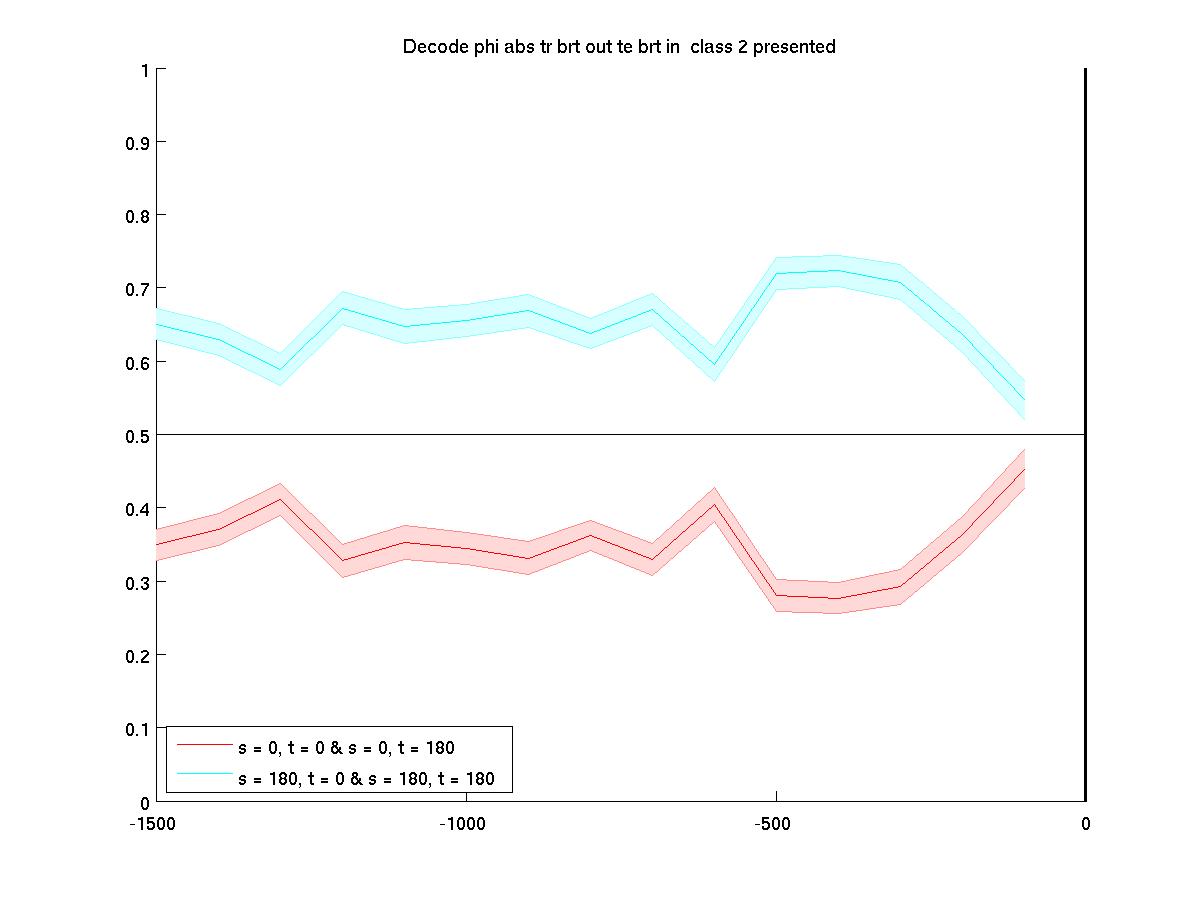 Decode phi abs tr brt out te brt in  class 2 presented
1
0.9
0.8
0.7
0.6
0.5
0.4
0.3
0.2
0.1
0
s = 0, t = 0 & s = 0, t = 180
s = 180, t = 0 & s = 180, t = 180
-1500 -1000 -500 0